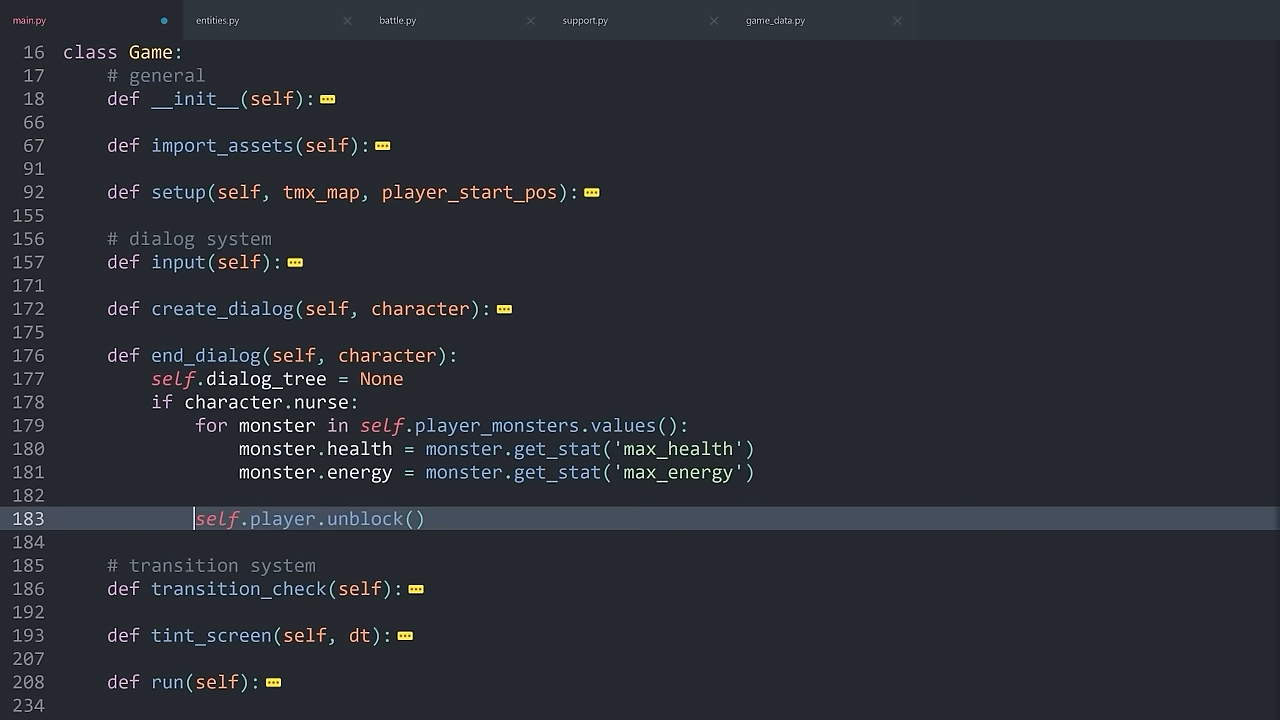 main.py entities.py battle.py support.py game_data.py
16 class Game:
17     # general
18     def __init__(self):
66
67     def import_assets(self):
91
92     def setup(self, tmx_map, player_start_pos):
155
156     # dialog system
157     def input(self):
171
172     def create_dialog(self, character):
175
176     def end_dialog(self, character):
177         self.dialog_tree = None
178         if character.nurse:
179             for monster in self.player_monsters.values():
180                 monster.health = monster.get_stat('max_health')
181                 monster.energy = monster.get_stat('max_energy')
182
183             self.player.unblock()
184
185     # transition system
186     def transition_check(self):
192
193     def tint_screen(self, dt):
207
208     def run(self):
234